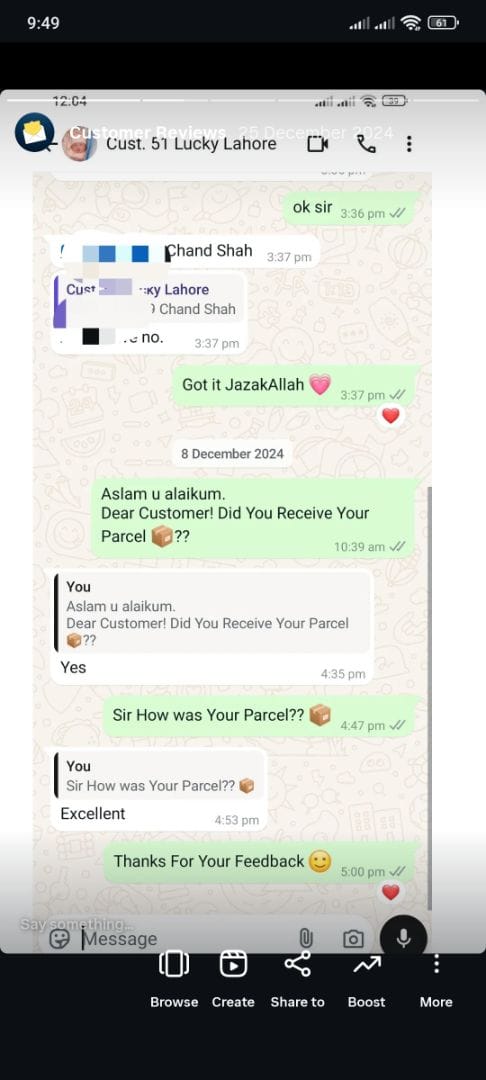 9:49
61
12:04
39
Customer Reviews 25 December 2024
Cust. 51 Lucky Lahore
ok sir 3:36 pm
Chand Shah 3:37 pm
Cust ky Lahore
9 Chand Shah
no. 3:37 pm
Got it JazakAllah 💗 3:37 pm
❤️
8 December 2024
Aslam u alaikum.
Dear Customer! Did You Receive Your
Parcel 📦??
10:39 am
You
Aslam u alaikum.
Dear Customer! Did You Receive Your Parcel
📦??
Yes
4:35 pm
Sir How was Your Parcel?? 📦 4:47 pm
You
Sir How was Your Parcel?? 📦
Excellent
4:53 pm
Thanks For Your Feedback 🙂 5:00 pm
❤️
Say something...
Message
Browse Create Share to Boost More